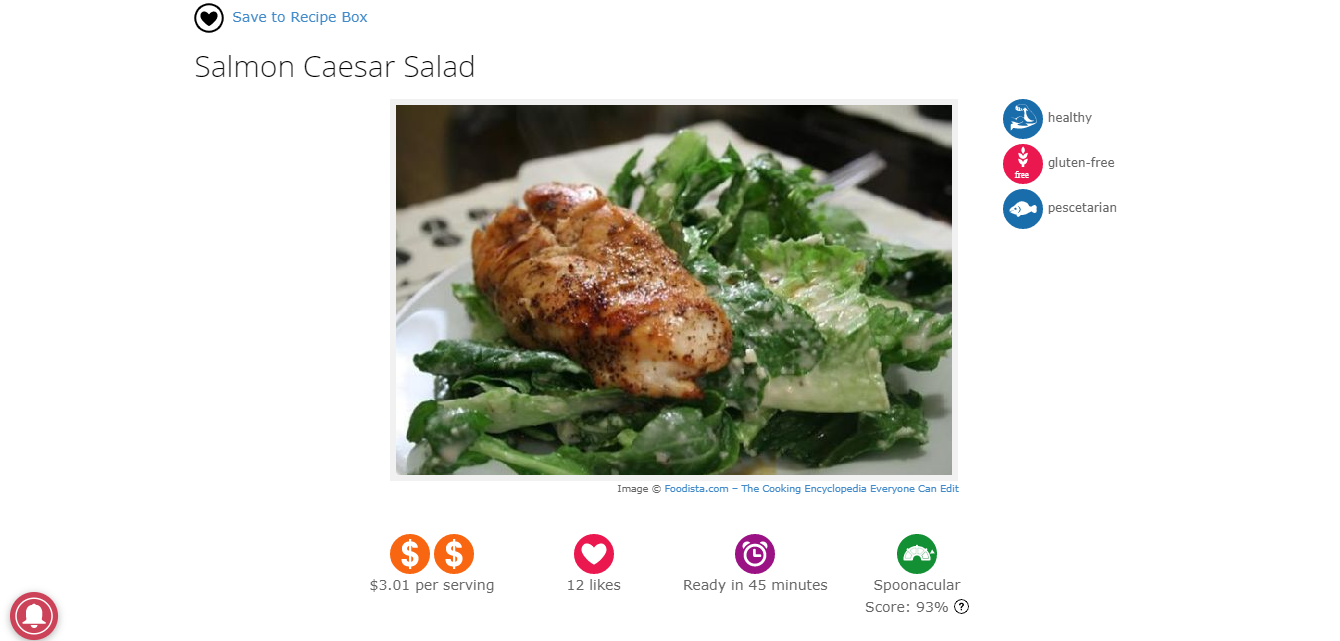 Save to Recipe Box
Salmon Caesar Salad
healthy
free
gluten-free
pescetarian
Image © Foodista.com – The Cooking Encyclopedia Everyone Can Edit
$ $
$3.01 per serving
12 likes
Ready in 45 minutes
Spoonacular
Score: 93% ?